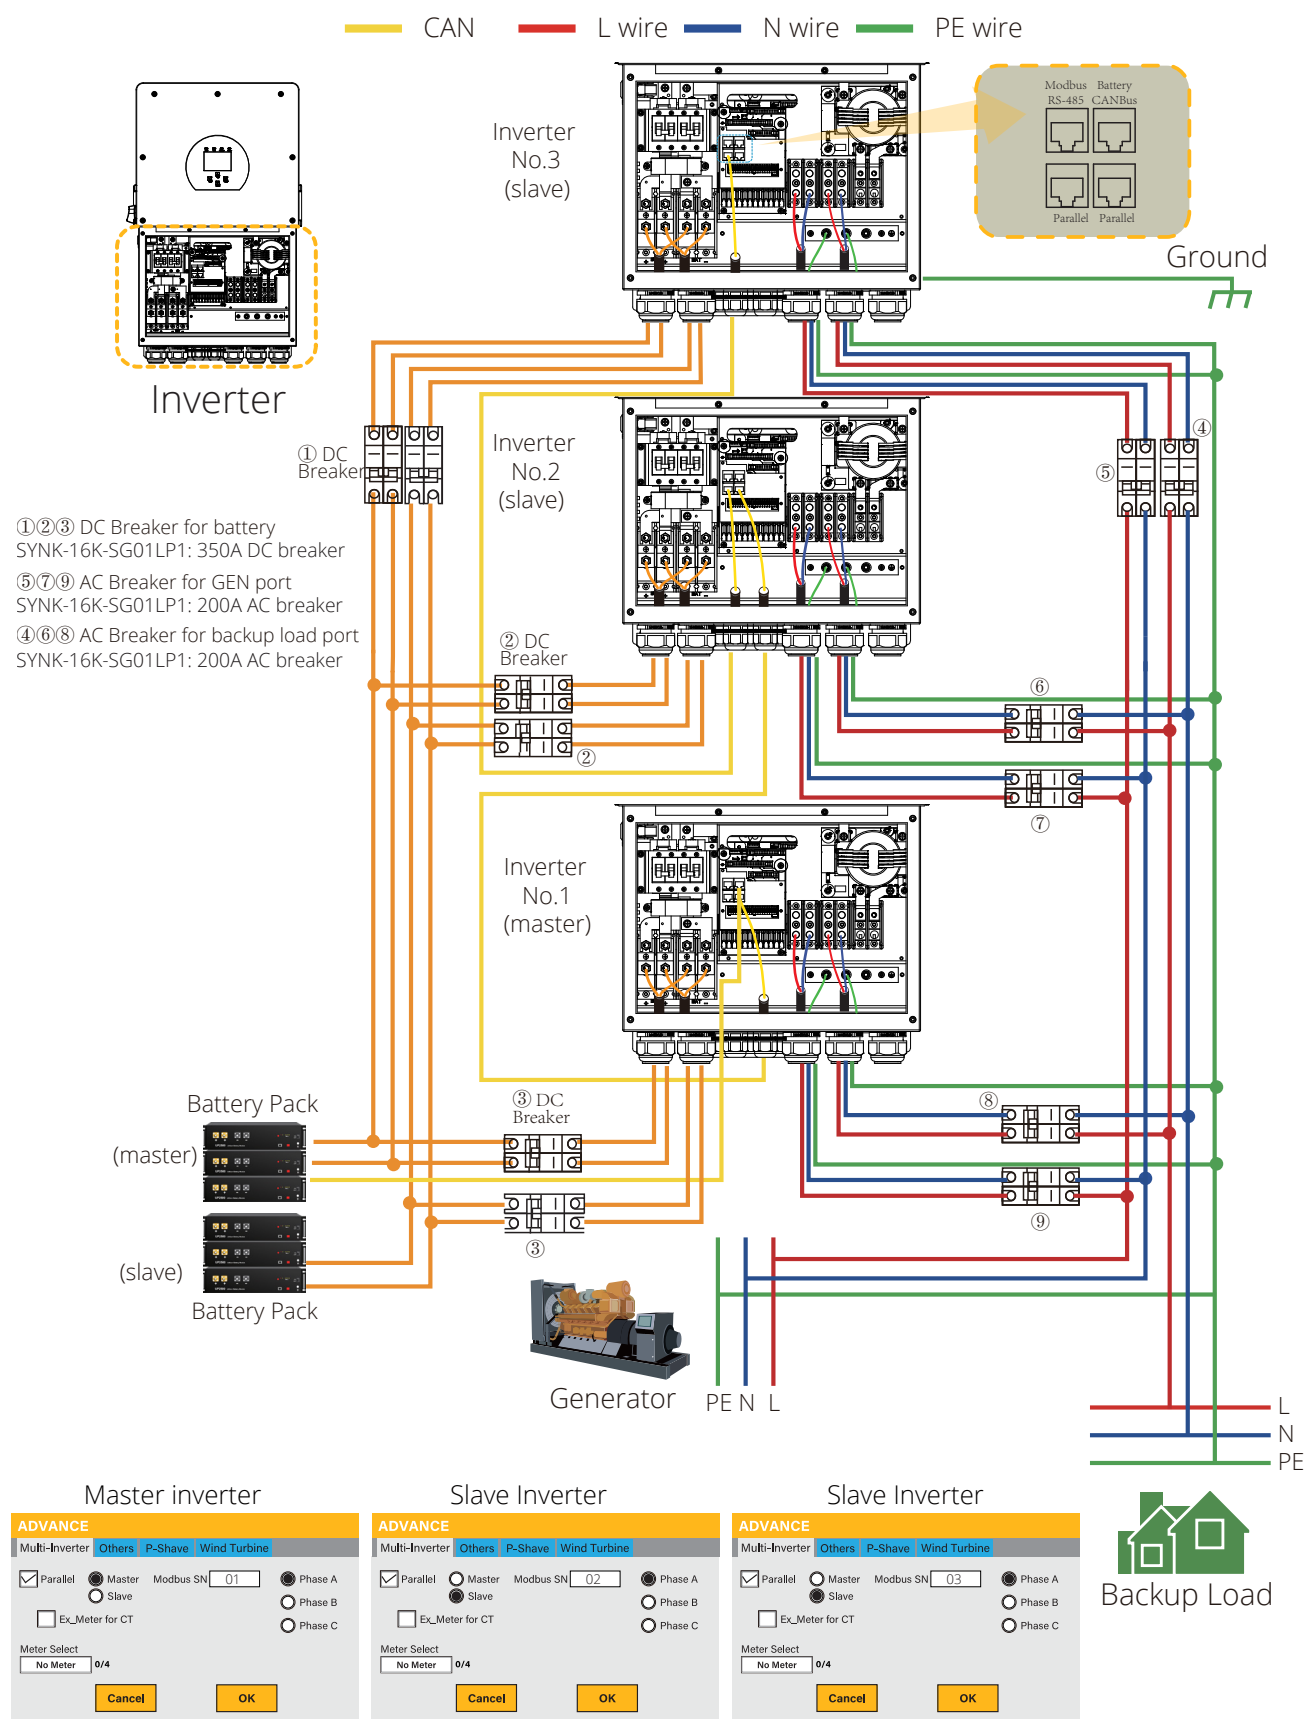 CAN
L wire
N wire
PE wire
Modbus Battery
RS-485 CANBus
Parallel Parallel
Inverter
No.3
(slave)
Ground
Inverter
Inverter
No.2
(slave)
① DC
Breaker
④
⑤
①②③ DC Breaker for battery
SYNK-16K-SG01LP1: 350A DC breaker
⑤⑦⑨ AC Breaker for GEN port
SYNK-16K-SG01LP1: 200A AC breaker
④⑥⑧ AC Breaker for backup load port
SYNK-16K-SG01LP1: 200A AC breaker
② DC
Breaker
②
⑥
⑦
Inverter
No.1
(master)
③ DC
Breaker
③
⑧
⑨
Battery Pack
(master)
(slave)
Battery Pack
Generator
PE N L
L
N
PE
Backup Load
Master inverter
ADVANCE
Multi-Inverter Others P-Shave Wind Turbine
Parallel Master Modbus SN 01 Phase A
Slave
Phase B
Ex_Meter for CT
Phase C
Meter Select
No Meter 0/4
Cancel OK
Slave Inverter
ADVANCE
Multi-Inverter Others P-Shave Wind Turbine
Parallel Master Modbus SN 02 Phase A
Slave
Phase B
Ex_Meter for CT
Phase C
Meter Select
No Meter 0/4
Cancel OK
Slave Inverter
ADVANCE
Multi-Inverter Others P-Shave Wind Turbine
Parallel Master Modbus SN 03 Phase A
Slave
Phase B
Ex_Meter for CT
Phase C
Meter Select
No Meter 0/4
Cancel OK